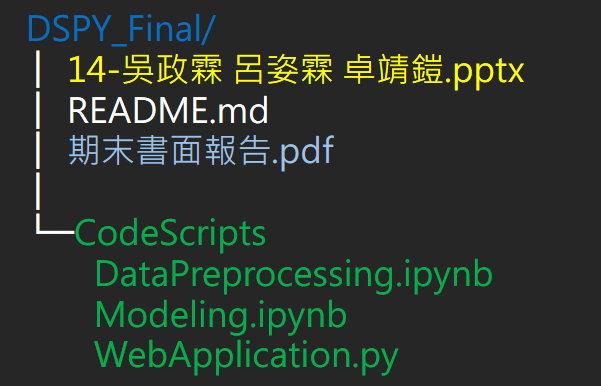 DSPY_Final/
│ 14-吳政霖 呂姿霖 卓靖鎧.pptx
│ README.md
│ 期末書面報告.pdf
│
└─CodeScripts
DataPreprocessing.ipynb
Modeling.ipynb
WebApplication.py